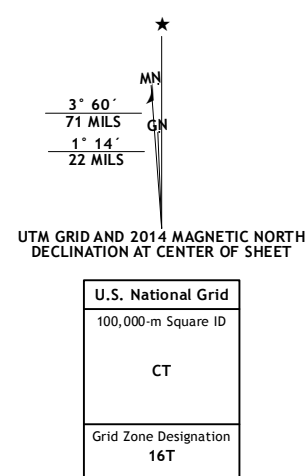 MN
3° 60´
71 MILS
GN
1° 14´
22 MILS
UTM GRID AND 2014 MAGNETIC NORTH
DECLINATION AT CENTER OF SHEET
U.S. National Grid
100,000-m Square ID
CT
Grid Zone Designation
16T